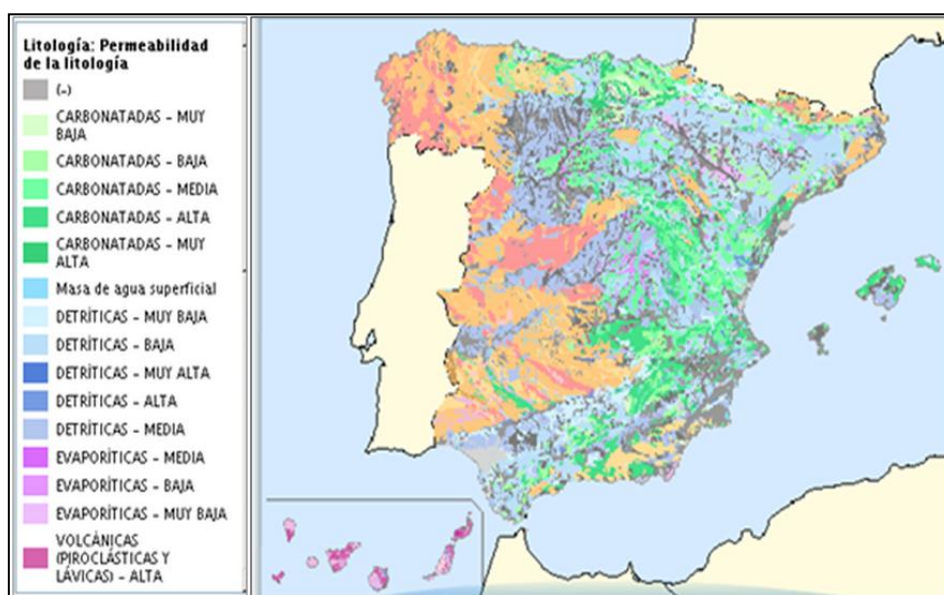 Litología: Permeabilidad
de la litología
(-)
CARBONATADAS - MUY
BAJA
CARBONATADAS - BAJA
CARBONATADAS - MEDIA
CARBONATADAS - ALTA
CARBONATADAS - MUY
ALTA
Masa de agua superficial
DETRÍTICAS - MUY BAJA
DETRÍTICAS - BAJA
DETRÍTICAS - MUY ALTA
DETRÍTICAS - ALTA
DETRÍTICAS - MEDIA
EVAPORÍTICAS - MEDIA
EVAPORÍTICAS - BAJA
EVAPORÍTICAS - MUY BAJA
VOLCÁNICAS
(PIROCLÁSTICAS Y
LÁVICAS) - ALTA